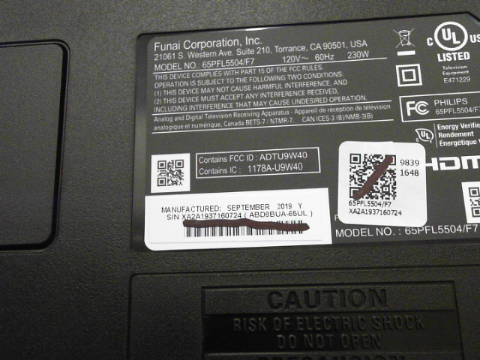 Funai Corporation, Inc.
21061 S. Western Ave. Suite 210, Torrance, CA 90501, USA
MODEL NO : 65PFL5504/F7 120V~ 60Hz 230W
THIS DEVICE COMPLIES WITH PART 15 OF THE FCC RULES.
OPERATION IS SUBJECT TO THE FOLLOWING TWO CONDITIONS:
(1) THIS DEVICE MAY NOT CAUSE HARMFUL INTERFERENCE, AND
(2) THIS DEVICE MUST ACCEPT ANY INTERFERENCE RECEIVED,
INCLUDING INTERFERENCE THAT MAY CAUSE UNDESIRED OPERATION.
Analog and Digital Television Receiving Apparatus - Appareil de réception de télévision
analogique et numérique, Canada BETS-7 / NTMR-7. CAN ICES-3 (B)/NMB-3(B)
UL
c US
LISTED
Television
Equipment
E471229
FC
PHILIPS
65PFL5504/F7
UL
Energy Verified
Rendement
Énergétique
HDMI
Contains FCC ID : ADTU9W40
Contains IC : 1178A-U9W40
9839
1648
65PFL5504/F7
XA2A1937160724
MANUFACTURED: SEPTEMBER 2019 Y
S/N XA2A1937160724 ( ABD6BUA-65UL )
MODEL NO. : 65PFL5504/F7
CAUTION
RISK OF ELECTRIC SHOCK
DO NOT OPEN